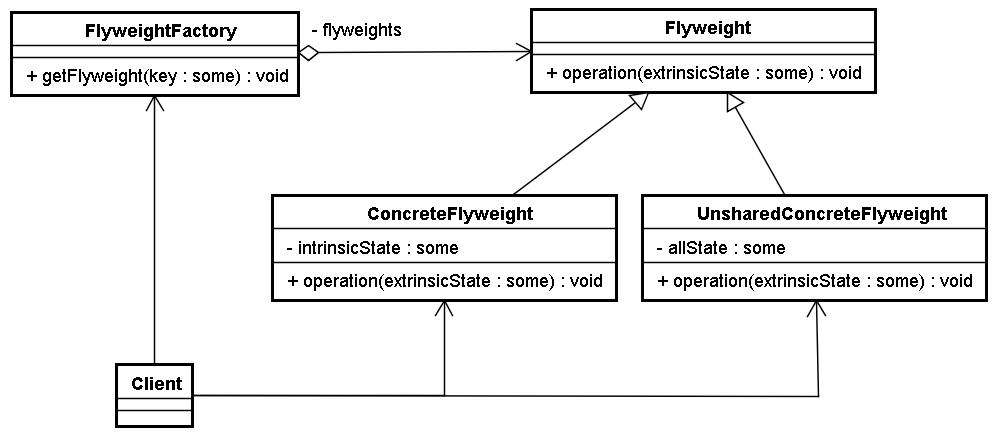 FlyweightFactory
+ getFlyweight(key : some) : void
- flyweights
Flyweight
+ operation(extrinsicState : some) : void
ConcreteFlyweight
- intrinsicState : some
+ operation(extrinsicState : some) : void
UnsharedConcreteFlyweight
- allState : some
+ operation(extrinsicState : some) : void
Client